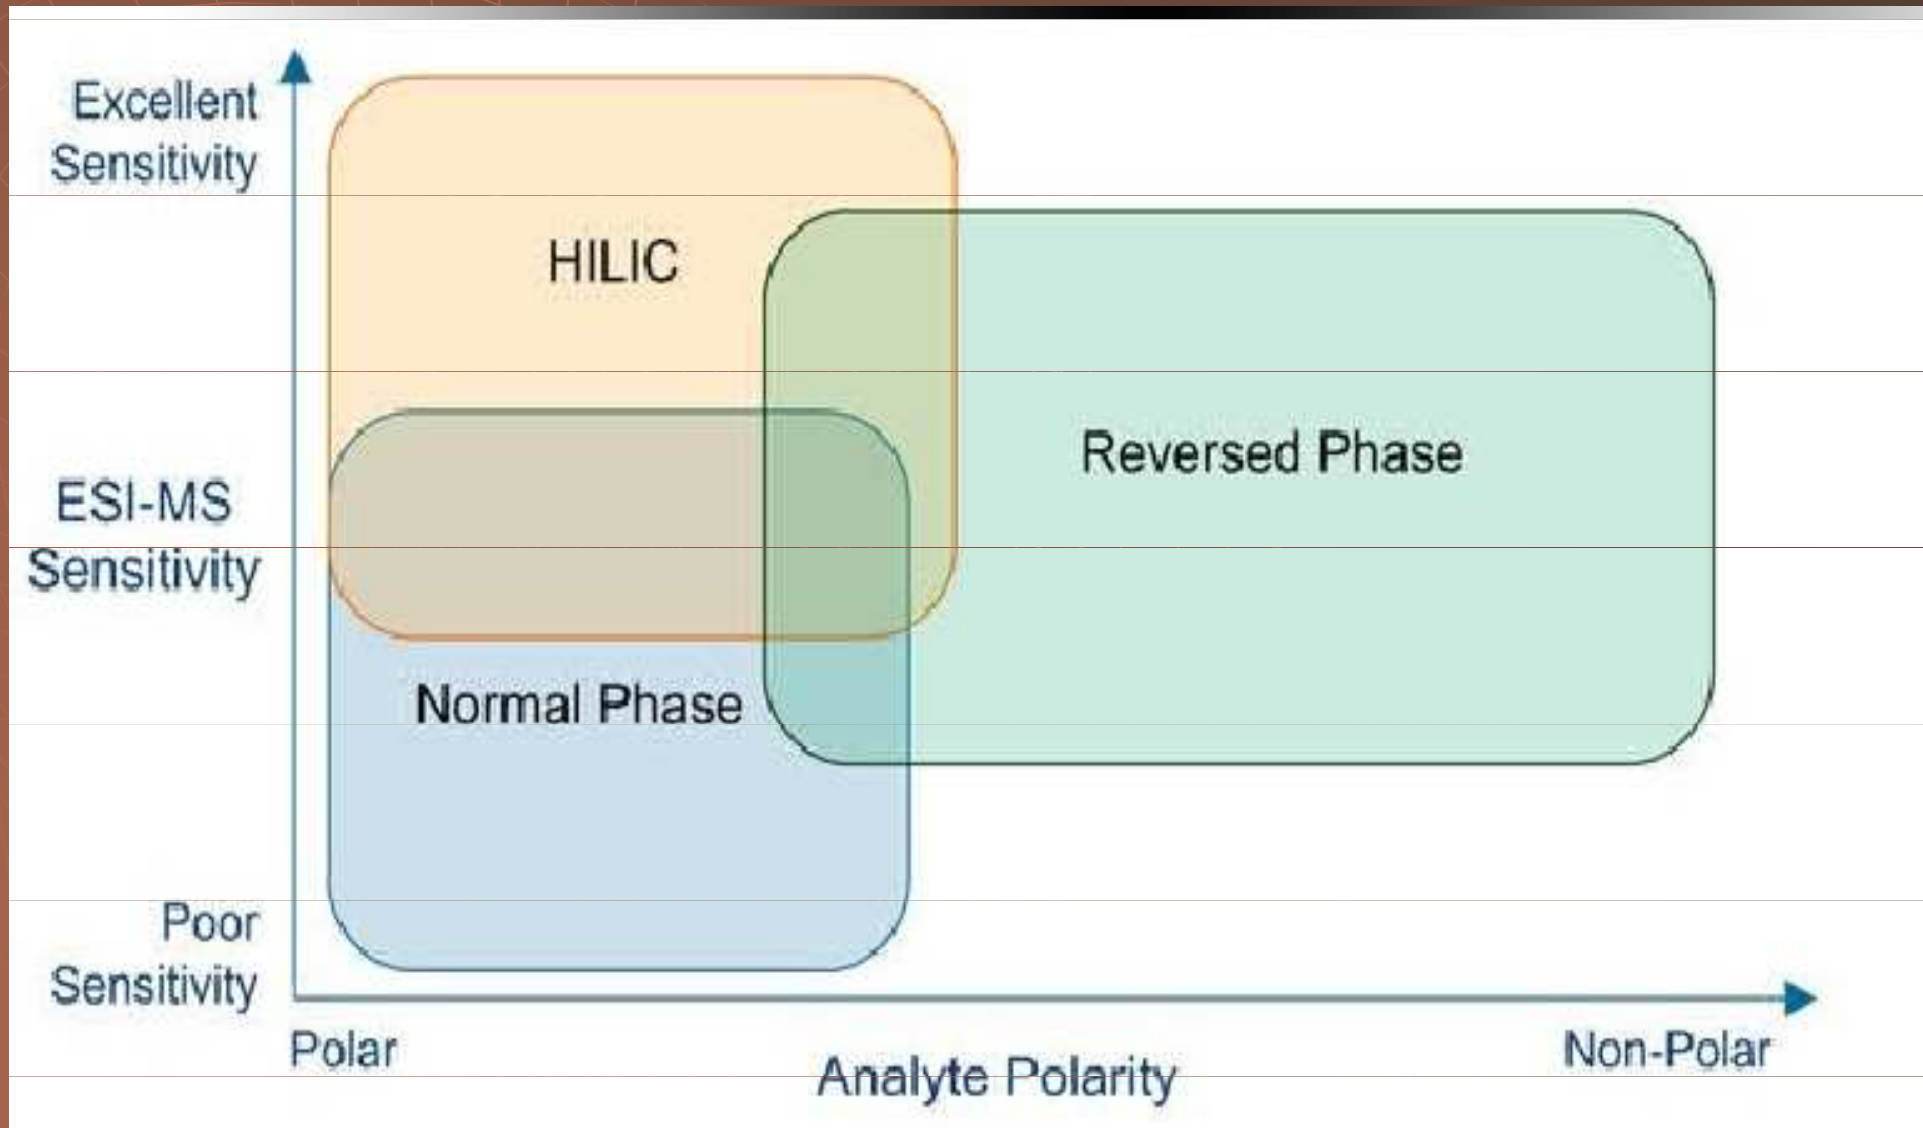 Excellent
Sensitivity
HILIC
Reversed Phase
ESI-MS
Sensitivity
Normal Phase
Poor
Sensitivity
Polar
Non-Polar
Analyte Polarity